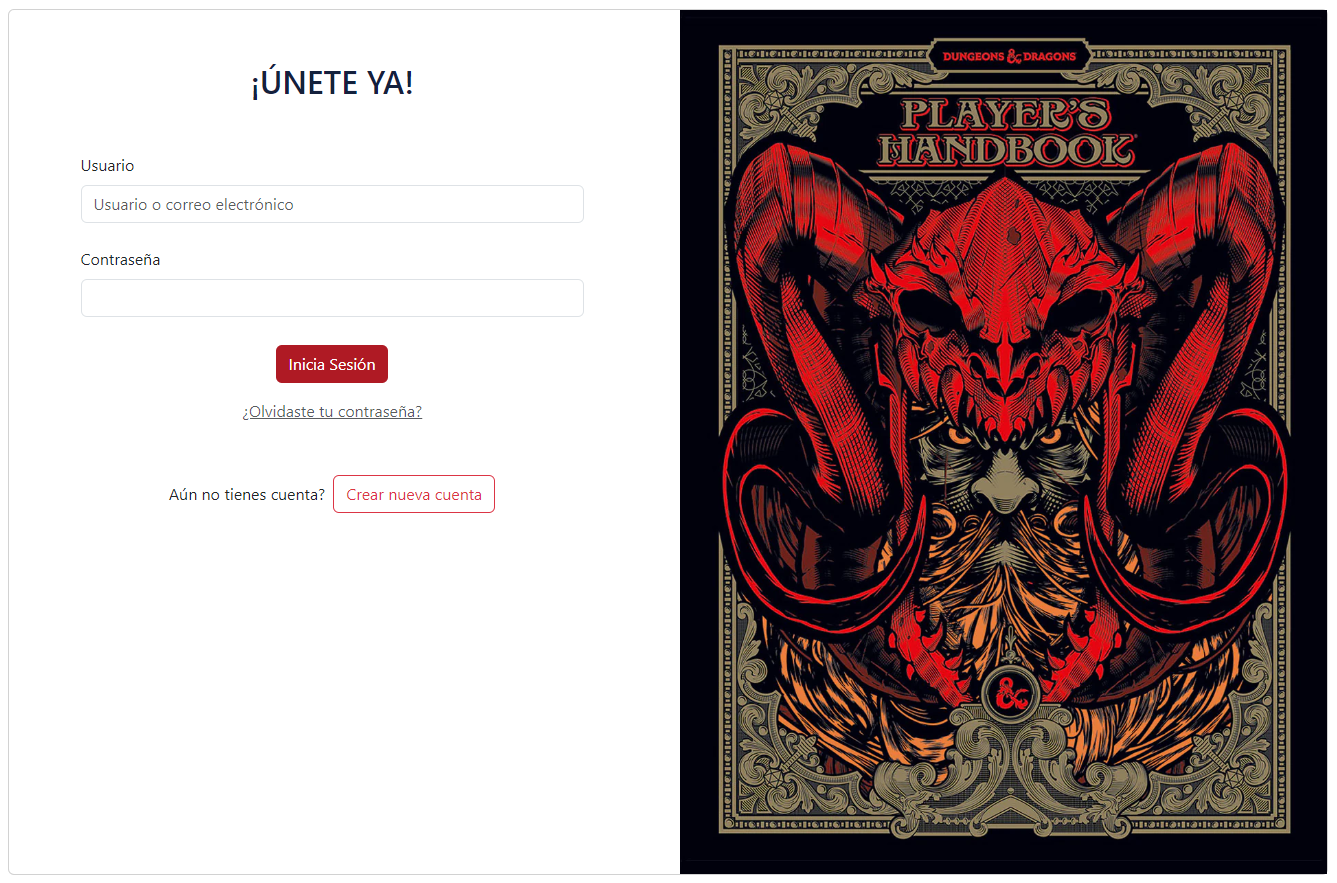 ¡ÚNETE YA!
Usuario
Usuario o correo electrónico
Contraseña
Inicia Sesión
¿Olvidaste tu contraseña?
Aún no tienes cuenta? Crear nueva cuenta
DUNGEONS & DRAGONS
PLAYER'S
HANDBOOK
&